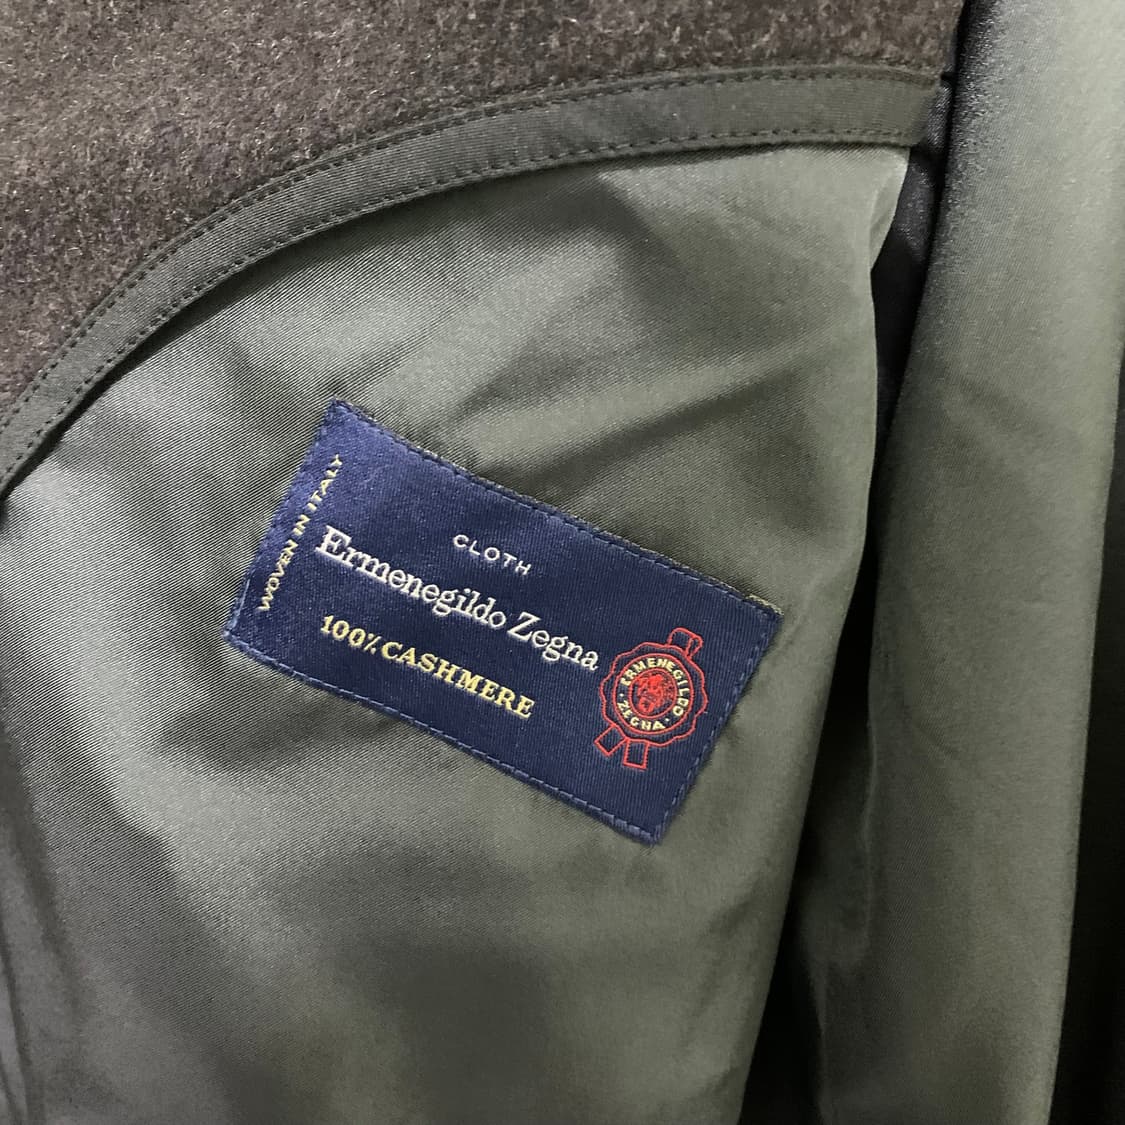 WOVEN IN ITALY
CLOTH
Ermenegildo Zegna
100% CASHMERE
ERMENEGILDO
· ZEGNA ·